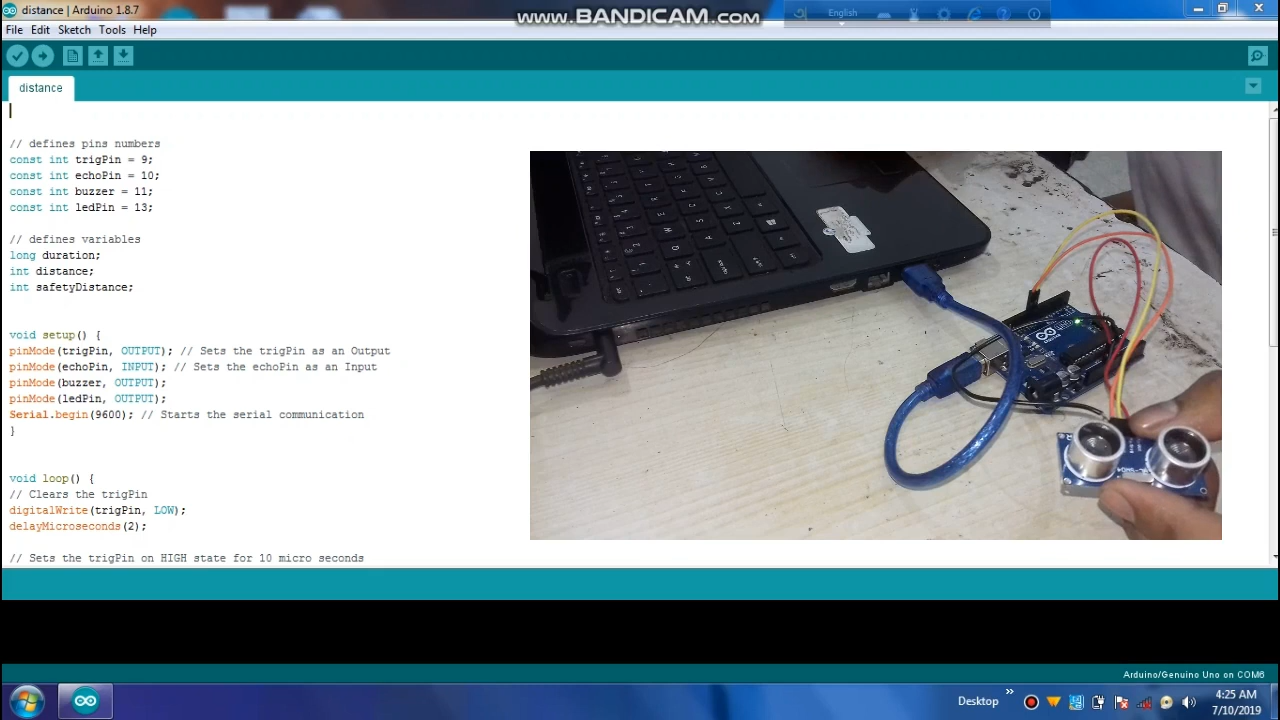 distance | Arduino 1.8.7
www.BANDICAM.com
English
File Edit Sketch Tools Help
distance
// defines pins numbers
const int trigPin = 9;
const int echoPin = 10;
const int buzzer = 11;
const int ledPin = 13;
// defines variables
long duration;
int distance;
int safetyDistance;
void setup() {
pinMode(trigPin, OUTPUT); // Sets the trigPin as an Output
pinMode(echoPin, INPUT); // Sets the echoPin as an Input
pinMode(buzzer, OUTPUT);
pinMode(ledPin, OUTPUT);
Serial.begin(9600); // Starts the serial communication
}
void loop() {
// Clears the trigPin
digitalWrite(trigPin, LOW);
delayMicroseconds(2);
// Sets the trigPin on HIGH state for 10 micro seconds
Arduino/Genuino Uno on COM6
Desktop
4:25 AM
7/10/2019